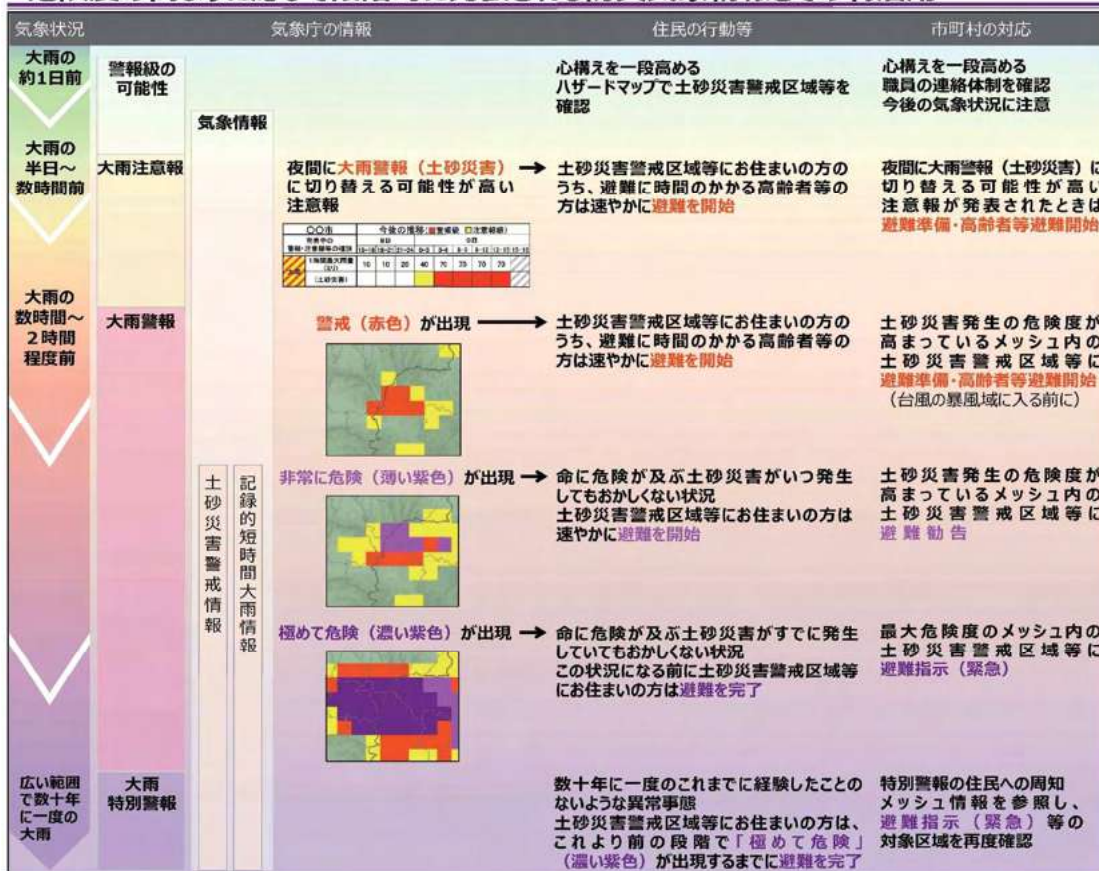 気象状況
気象庁の情報
住民の行動等
市町村の対応
大雨の
約1日前
警報級の
可能性
心構えを一段高める
ハザードマップで土砂災害警戒区域等を
確認
心構えを一段高める
職員の連絡体制を確認
今後の気象状況に注意
気象情報
大雨の
半日～
数時間前
大雨注意報
夜間に大雨警報（土砂災害）
に切り替える可能性が高い
注意報
→
土砂災害警戒区域等にお住まいの方の
うち、避難に時間のかかる高齢者等の
方は速やかに避難を開始
夜間に大雨警報（土砂災害）に
切り替える可能性が高い
注意報が発表されたときは
避難準備・高齢者等避難開始
〇〇市
今後の推移(■警戒級 □注意報級)
1時間最大雨量
10 10 20 40 70 70 70 70
(土砂災害)
大雨の
数時間～
2時間
程度前
大雨警報
警戒（赤色）が出現 →
土砂災害警戒区域等にお住まいの方の
うち、避難に時間のかかる高齢者等の
方は速やかに避難を開始
土砂災害発生の危険度が
高まっているメッシュ内の
土砂災害警戒区域等に
避難準備・高齢者等避難開始
（台風の暴風域に入る前に）
土砂災害警戒情報
記録的短時間大雨情報
非常に危険（薄い紫色）が出現 →
命に危険が及ぶ土砂災害がいつ発生
してもおかしくない状況
土砂災害警戒区域等にお住まいの方は
速やかに避難を開始
土砂災害発生の危険度が
高まっているメッシュ内の
土砂災害警戒区域等に
避難勧告
極めて危険（濃い紫色）が出現 →
命に危険が及ぶ土砂災害がすでに発生
していてもおかしくない状況
この状況になる前に土砂災害警戒区域等
にお住まいの方は避難を完了
最大危険度のメッシュ内の
土砂災害警戒区域等に
避難指示（緊急）
広い範囲
で数十年
に一度の
大雨
大雨
特別警報
数十年に一度のこれまでに経験したことの
ないような異常事態
土砂災害警戒区域等にお住まいの方は、
これより前の段階で「極めて危険」
（濃い紫色）が出現するまでに避難を完了
特別警報の住民への周知
メッシュ情報を参照し、
避難指示（緊急）等の
対象区域を再度確認